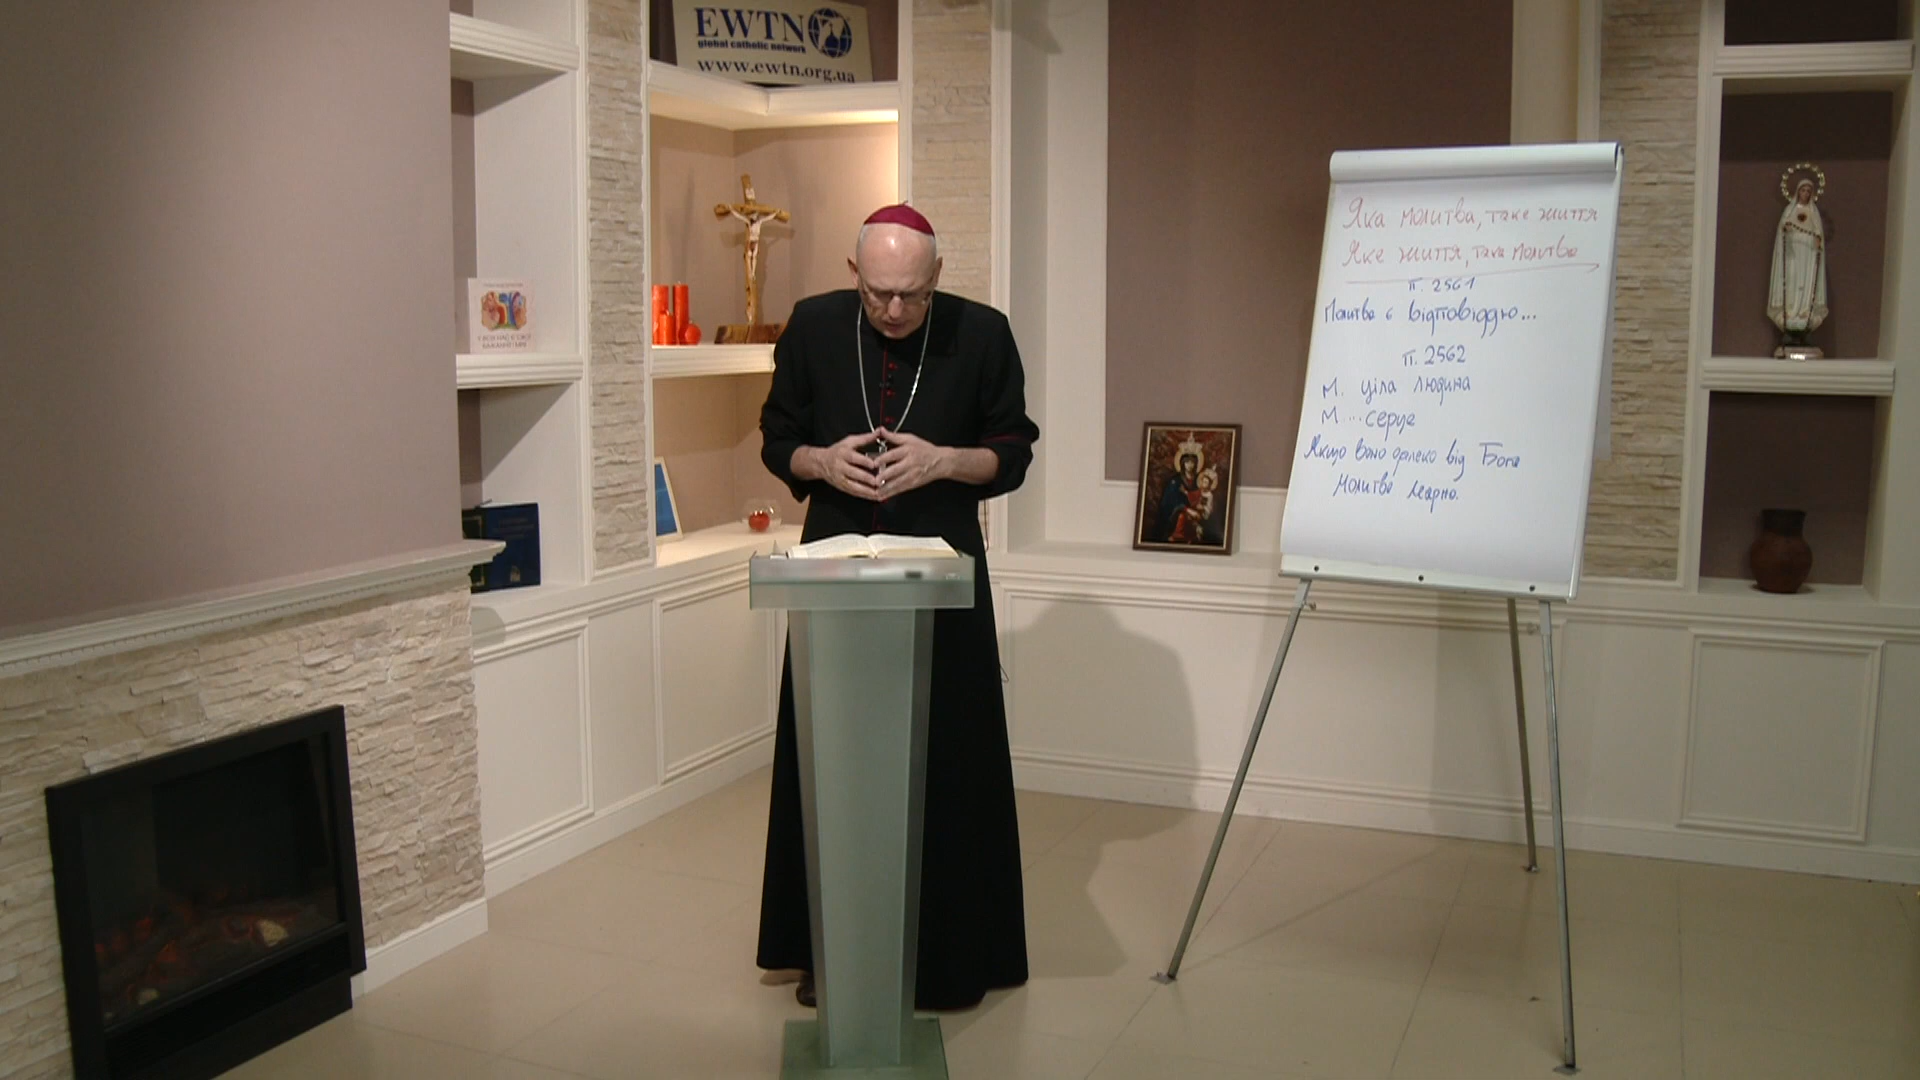 EWTN
global catholic network
www.ewtn.org.ua
Яка молитва, таке життя
Яке життя, така молитва
п. 2561
Молитва є відповіддю...
п. 2562
М. ціла людина
М... серце
Якщо воно далеко від Бога
молитва марна.